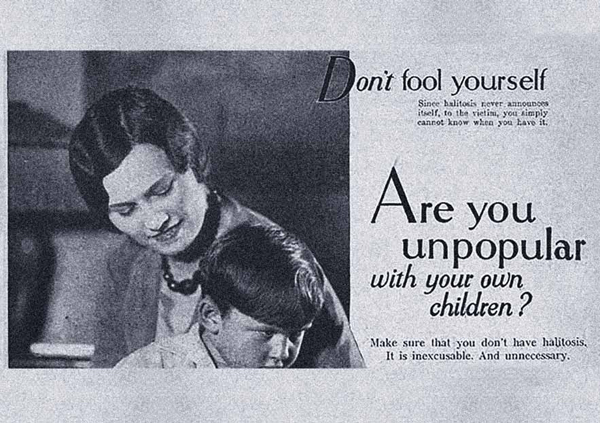 Don't fool yourself
Since halitosis never announces
itself, to the victim, you simply
cannot know when you have it.
Are you
unpopular
with your own
children?
Make sure that you don't have halitosis.
It is inexcusable. And unnecessary.